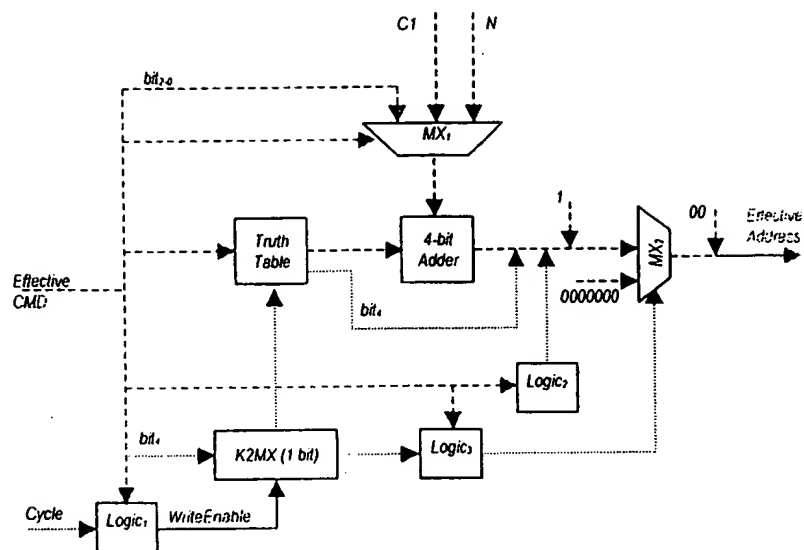 C1 N
bit₂₋₀
MX₁
1
00
Effective
Address
Truth
Table
4-bit
Adder
MX₂
Effective
CMD
0000000
bit₄
Logic₂
bit₄
K2MX (1 bit)
Logic₃
Cycle
Logic₁
WriteEnable